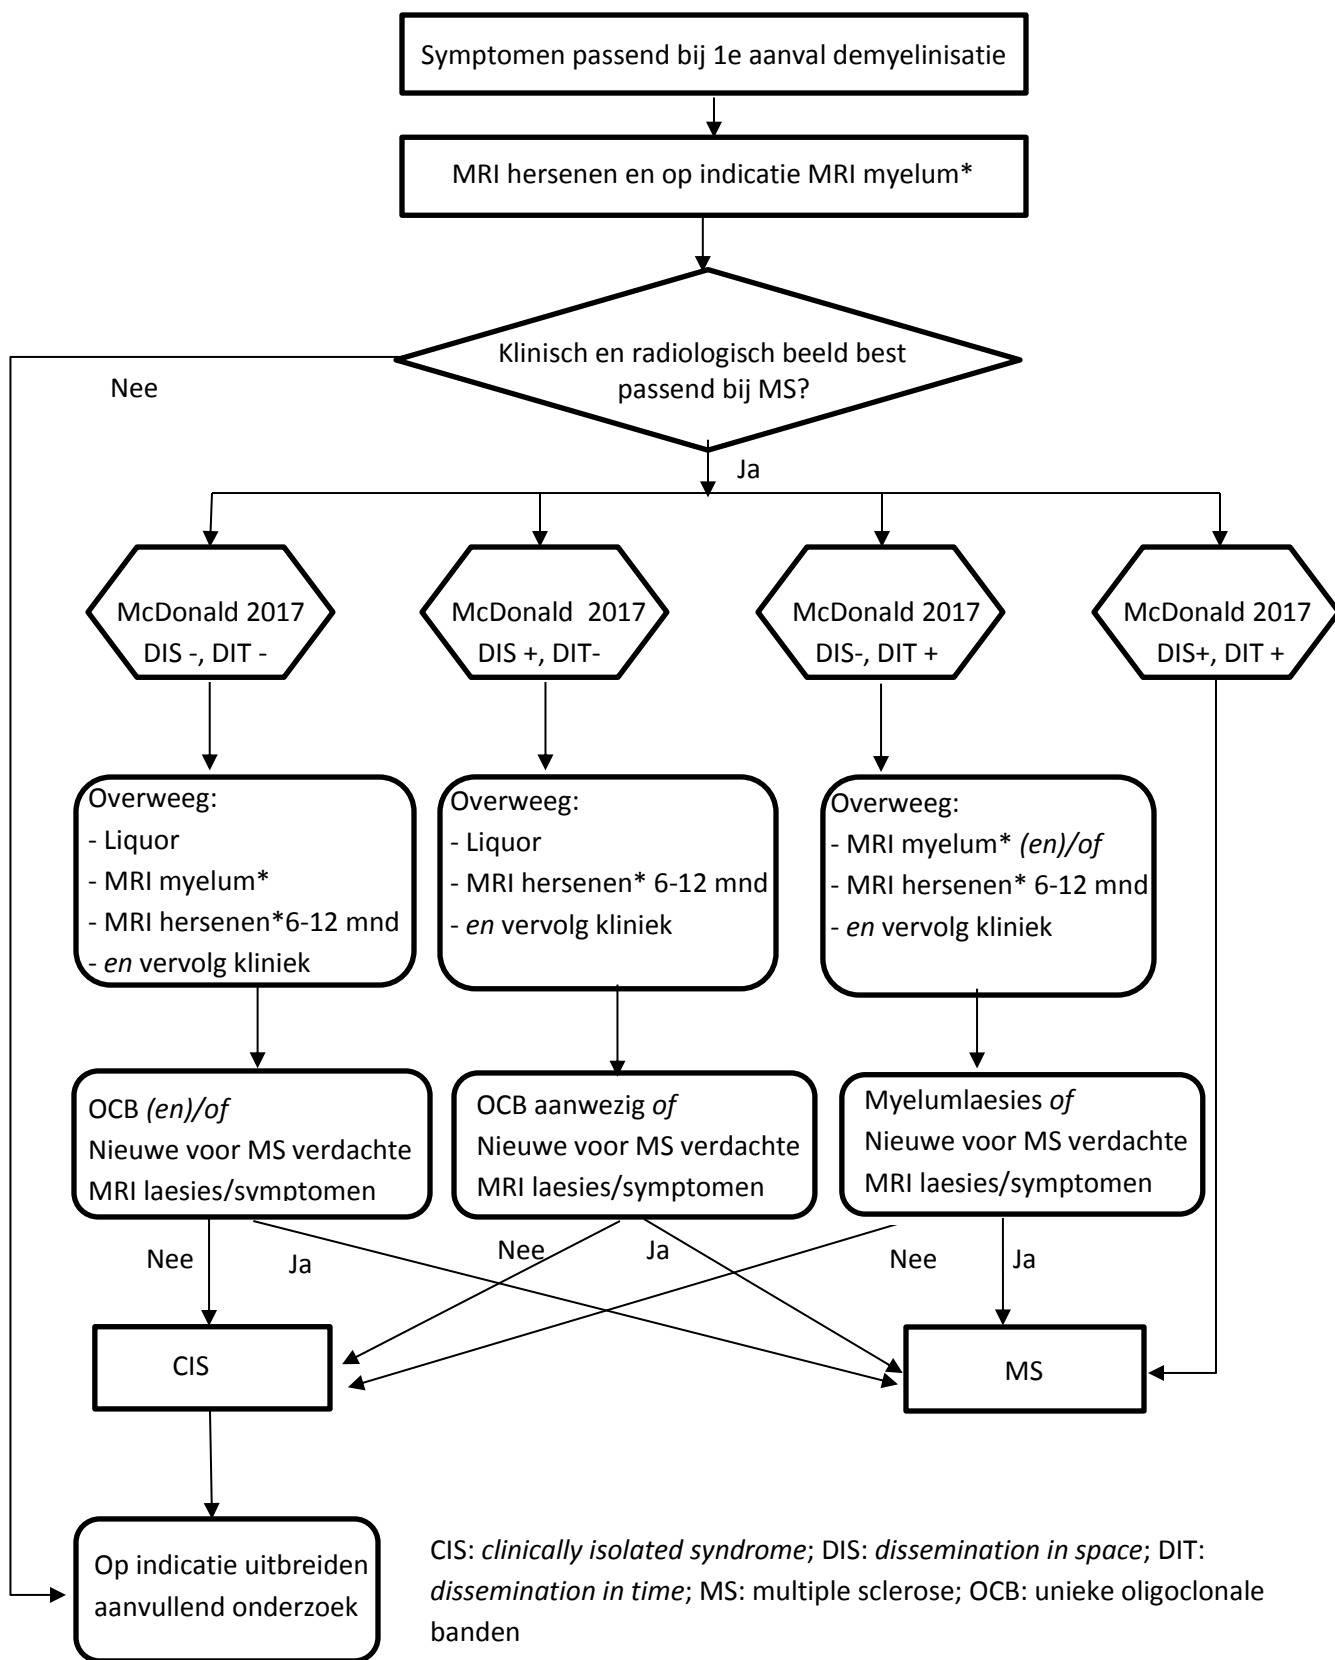 Symptomen passend bij 1e aanval demyelinisatie
MRI hersenen en op indicatie MRI myelum*
Klinisch en radiologisch beeld best
passend bij MS?
Nee
Ja
McDonald 2017
DIS -, DIT -
McDonald 2017
DIS +, DIT-
McDonald 2017
DIS-, DIT +
McDonald 2017
DIS+, DIT +
Overweeg:
- Liquor
- MRI myelum*
- MRI hersenen*6-12 mnd
- en vervolg kliniek
Overweeg:
- Liquor
- MRI hersenen* 6-12 mnd
- en vervolg kliniek
Overweeg:
- MRI myelum* (en)/of
- MRI hersenen* 6-12 mnd
- en vervolg kliniek
OCB (en)/of
Nieuwe voor MS verdachte
MRI laesies/symptomen
OCB aanwezig of
Nieuwe voor MS verdachte
MRI laesies/symptomen
Myelumlaesies of
Nieuwe voor MS verdachte
MRI laesies/symptomen
Nee
Ja
Nee
Ja
Nee
Ja
CIS
MS
Op indicatie uitbreiden
aanvullend onderzoek
CIS: clinically isolated syndrome; DIS: dissemination in space; DIT:
dissemination in time; MS: multiple sclerose; OCB: unieke oligoclonale
banden